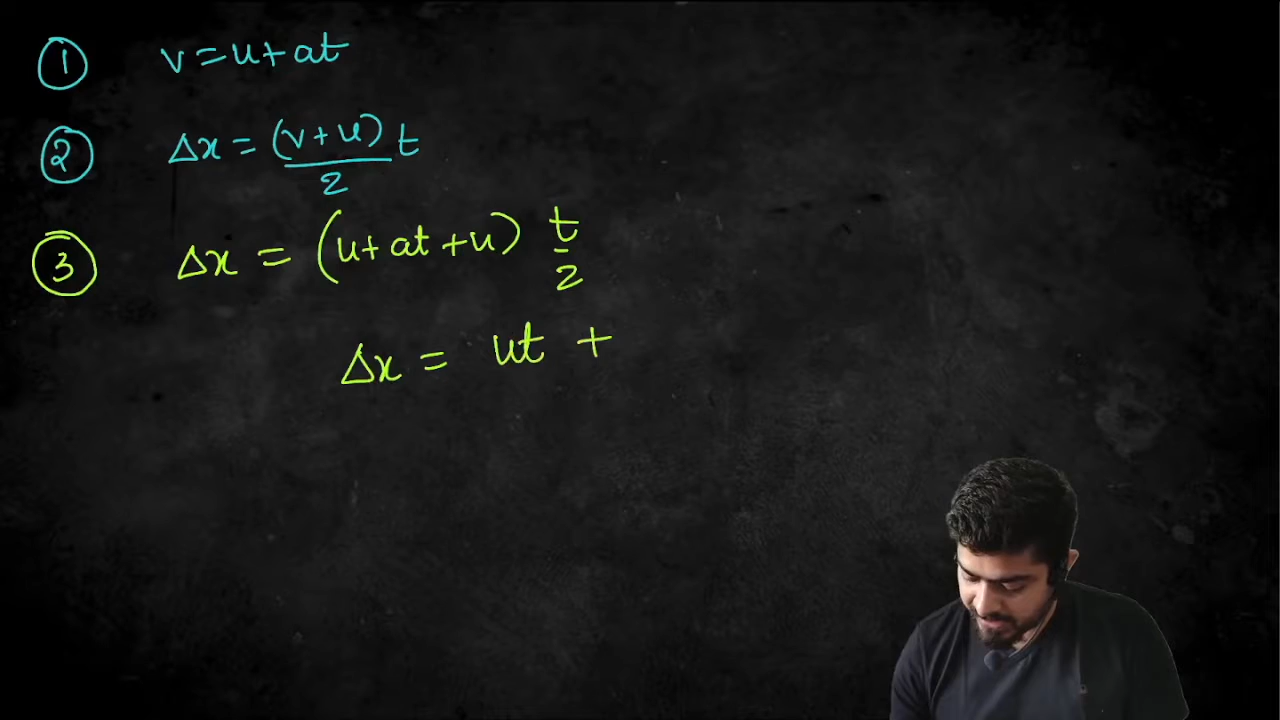 ① v = u + at
② Δx = (v + u)/2 t
③ Δx = (u + at + u) t/2
Δx = ut +